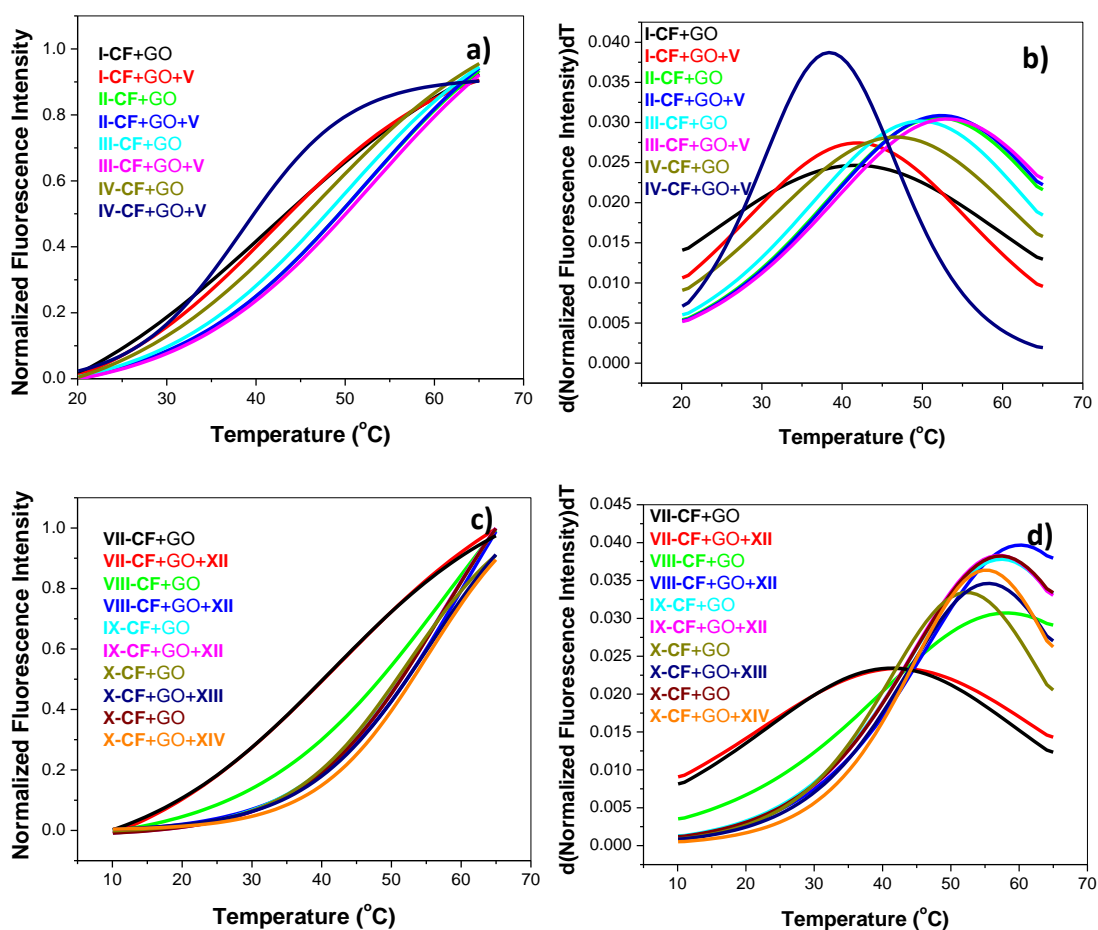 a)
Normalized Fluorescence Intensity
1.0
0.8
0.6
0.4
0.2
0.0
I-CF+GO
I-CF+GO+V
II-CF+GO
II-CF+GO+V
III-CF+GO
III-CF+GO+V
IV-CF+GO
IV-CF+GO+V
20 30 40 50 60 70
Temperature (°C)
b)
d(Normalized Fluorescence Intensity)dT
0.040
0.035
0.030
0.025
0.020
0.015
0.010
0.005
0.000
I-CF+GO
I-CF+GO+V
II-CF+GO
II-CF+GO+V
III-CF+GO
III-CF+GO+V
IV-CF+GO
IV-CF+GO+V
20 30 40 50 60 70
Temperature (°C)
c)
Normalized Fluorescence Intensity
1.0
0.8
0.6
0.4
0.2
0.0
VII-CF+GO
VII-CF+GO+XII
VIII-CF+GO
VIII-CF+GO+XII
IX-CF+GO
IX-CF+GO+XII
X-CF+GO
X-CF+GO+XIII
X-CF+GO
X-CF+GO+XIV
10 20 30 40 50 60 70
Temperature (°C)
d)
d(Normalized Fluorescence Intensity)dT
0.045
0.040
0.035
0.030
0.025
0.020
0.015
0.010
0.005
0.000
VII-CF+GO
VII-CF+GO+XII
VIII-CF+GO
VIII-CF+GO+XII
IX-CF+GO
IX-CF+GO+XII
X-CF+GO
X-CF+GO+XIII
X-CF+GO
X-CF+GO+XIV
10 20 30 40 50 60 70
Temperature (°C)